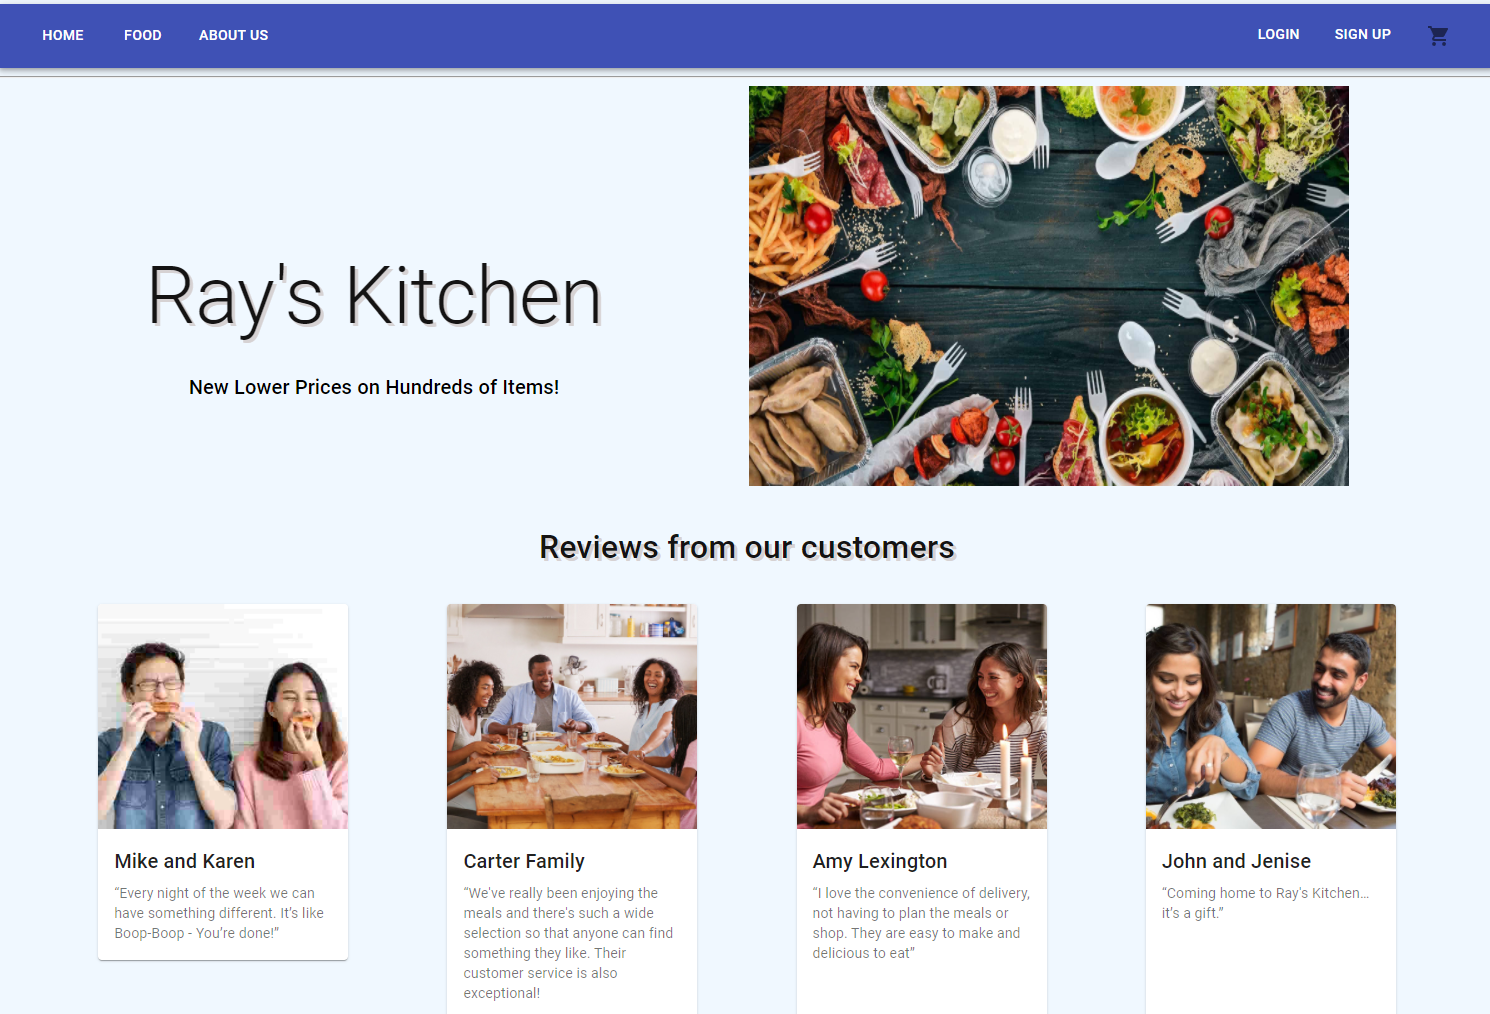 HOME FOOD ABOUT US LOGIN SIGN UP
Ray's Kitchen
New Lower Prices on Hundreds of Items!
Reviews from our customers
Mike and Karen
“Every night of the week we can
have something different. It’s like
Boop-Boop - You’re done!”
Carter Family
“We've really been enjoying the
meals and there's such a wide
selection so that anyone can find
something they like. Their
customer service is also
exceptional!
Amy Lexington
“I love the convenience of delivery,
not having to plan the meals or
shop. They are easy to make and
delicious to eat”
John and Jenise
“Coming home to Ray's Kitchen…
it’s a gift.”